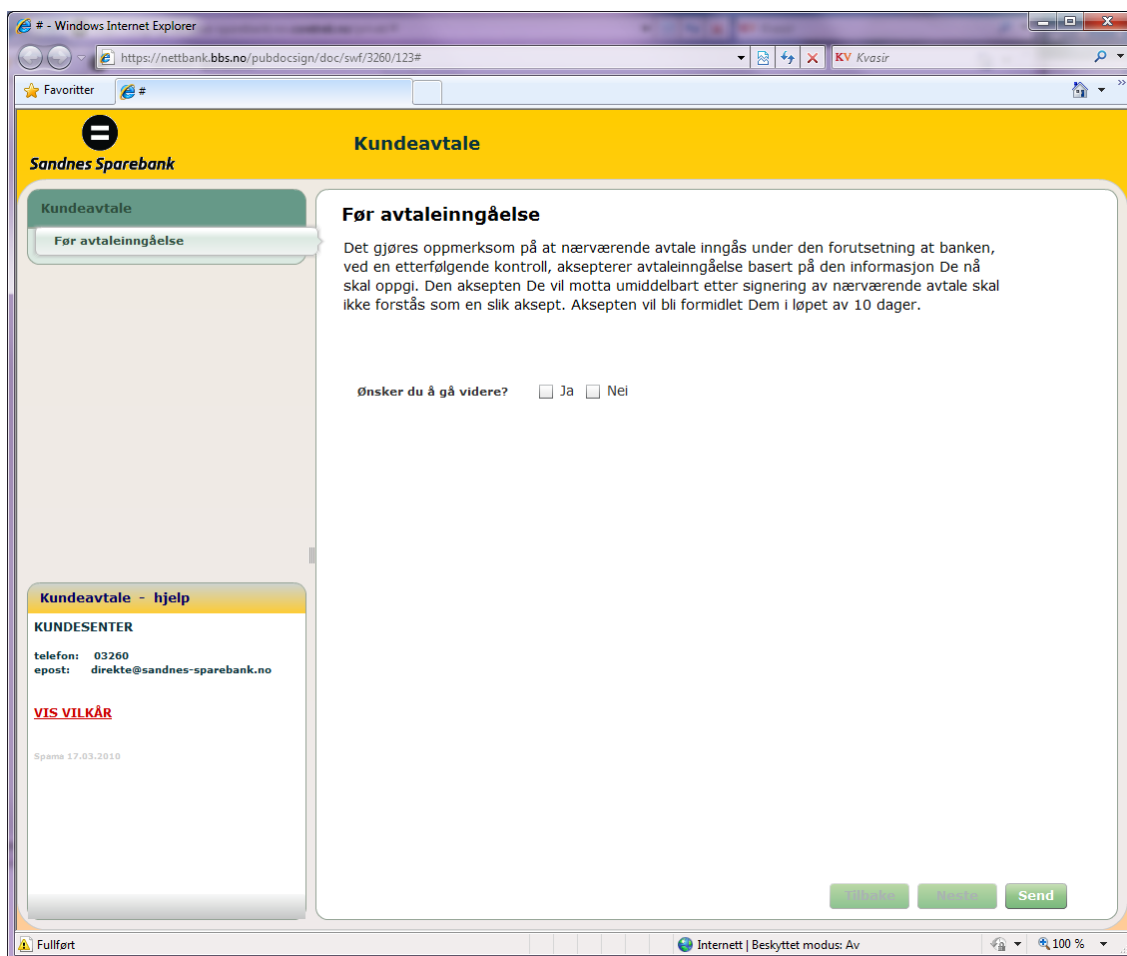 # - Windows Internet Explorer
https://nettbank.bbs.no/pubdocsign/doc/swf/3260/123#
KV Kvasir
Favoritter
#
Sandnes Sparebank
Kundeavtale
Kundeavtale
Før avtaleinngåelse
Før avtaleinngåelse
Det gjøres oppmerksom på at nærværende avtale inngås under den forutsetning at banken,
ved en etterfølgende kontroll, aksepterer avtaleinngåelse basert på den informasjon De nå
skal oppgi. Den aksepten De vil motta umiddelbart etter signering av nærværende avtale skal
ikke forstås som en slik aksept. Aksepten vil bli formidlet Dem i løpet av 10 dager.
Ønsker du å gå videre? Ja Nei
Kundeavtale - hjelp
KUNDESENTER
telefon: 03260
epost: direkte@sandnes-sparebank.no
VIS VILKÅR
Spama 17.03.2010
Tilbake Neste Send
Fullført
Internett | Beskyttet modus: Av
100 %